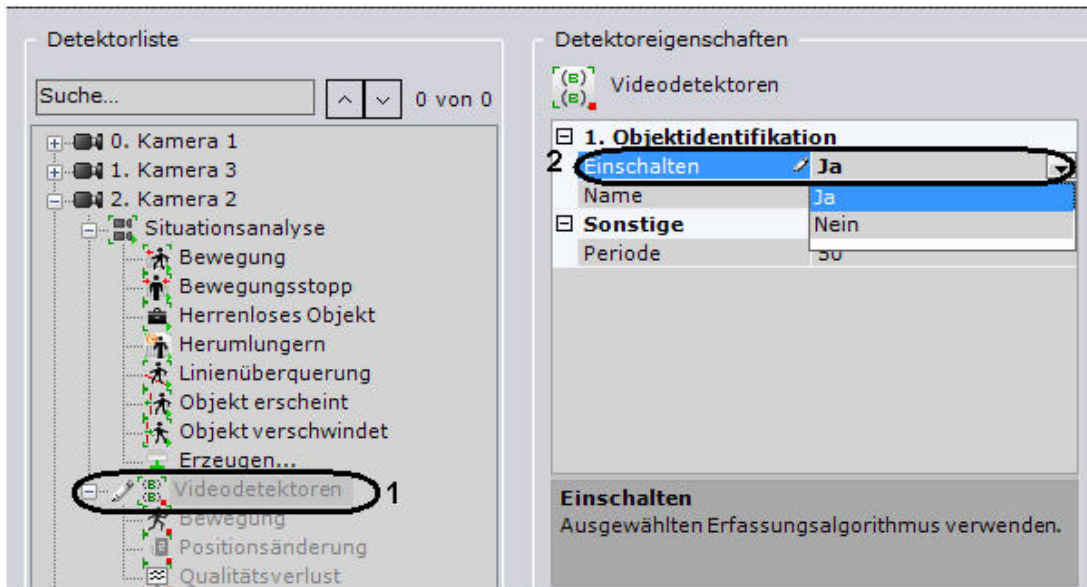 Detektorliste
Suche...
0 von 0
0. Kamera 1
1. Kamera 3
2. Kamera 2
Situationsanalyse
Bewegung
Bewegungsstopp
Herrenloses Objekt
Herumlungern
Linienüberquerung
Objekt erscheint
Objekt verschwindet
Erzeugen...
Videodetektoren 1
Bewegung
Positionsänderung
Qualitätsverlust
Detektoreigenschaften
Videodetektoren
1. Objektidentifikation
2 Einschalten Ja
Name Ja
Nein
Sonstige
Periode 50
Einschalten
Ausgewählten Erfassungsalgorithmus verwenden.